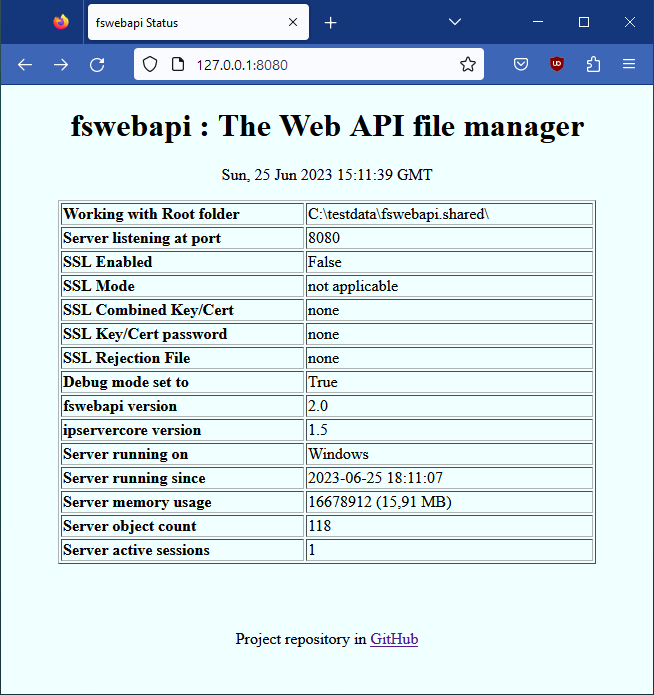 fswebapi Status
127.0.0.1:8080
fswebapi : The Web API file manager
Sun, 25 Jun 2023 15:11:39 GMT
Working with Root folder C:\testdata\fswebapi.shared\
Server listening at port 8080
SSL Enabled False
SSL Mode not applicable
SSL Combined Key/Cert none
SSL Key/Cert password none
SSL Rejection File none
Debug mode set to True
fswebapi version 2.0
ipservercore version 1.5
Server running on Windows
Server running since 2023-06-25 18:11:07
Server memory usage 16678912 (15,91 MB)
Server object count 118
Server active sessions 1
Project repository in GitHub